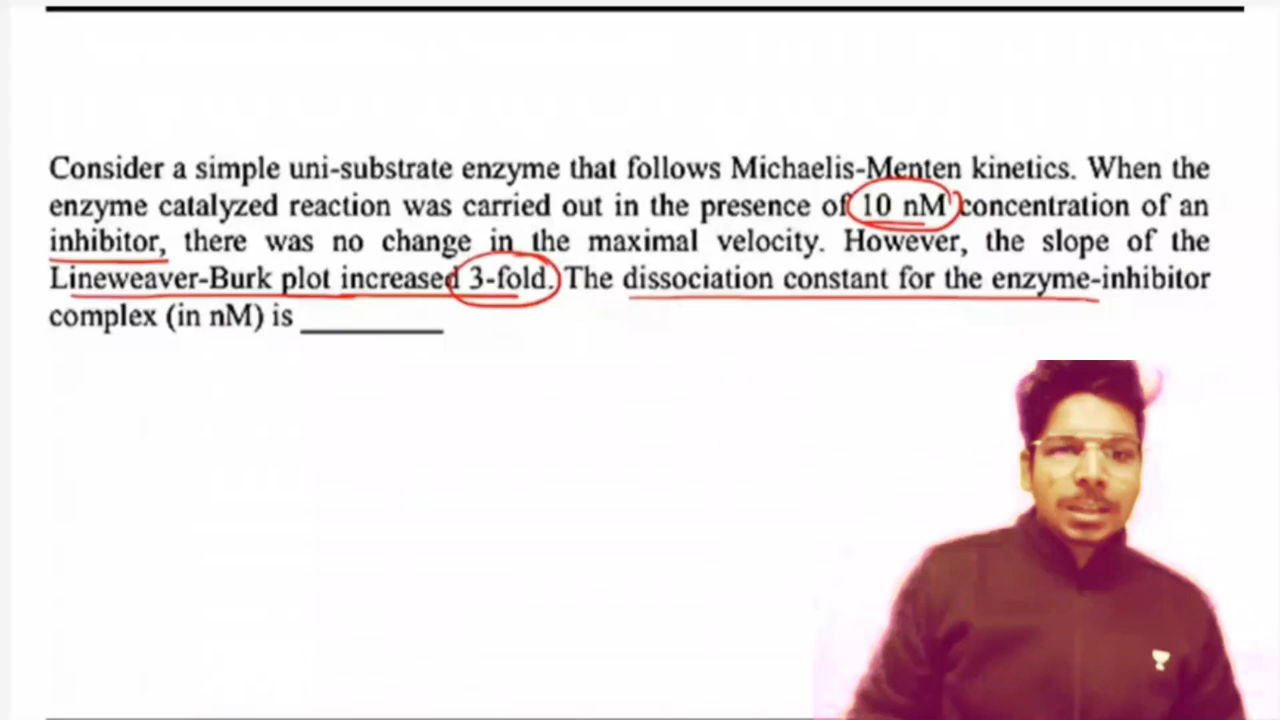 Consider a simple uni-substrate enzyme that follows Michaelis-Menten kinetics. When the
enzyme catalyzed reaction was carried out in the presence of 10 nM concentration of an
inhibitor, there was no change in the maximal velocity. However, the slope of the
Lineweaver-Burk plot increased 3-fold. The dissociation constant for the enzyme-inhibitor
complex (in nM) is ________